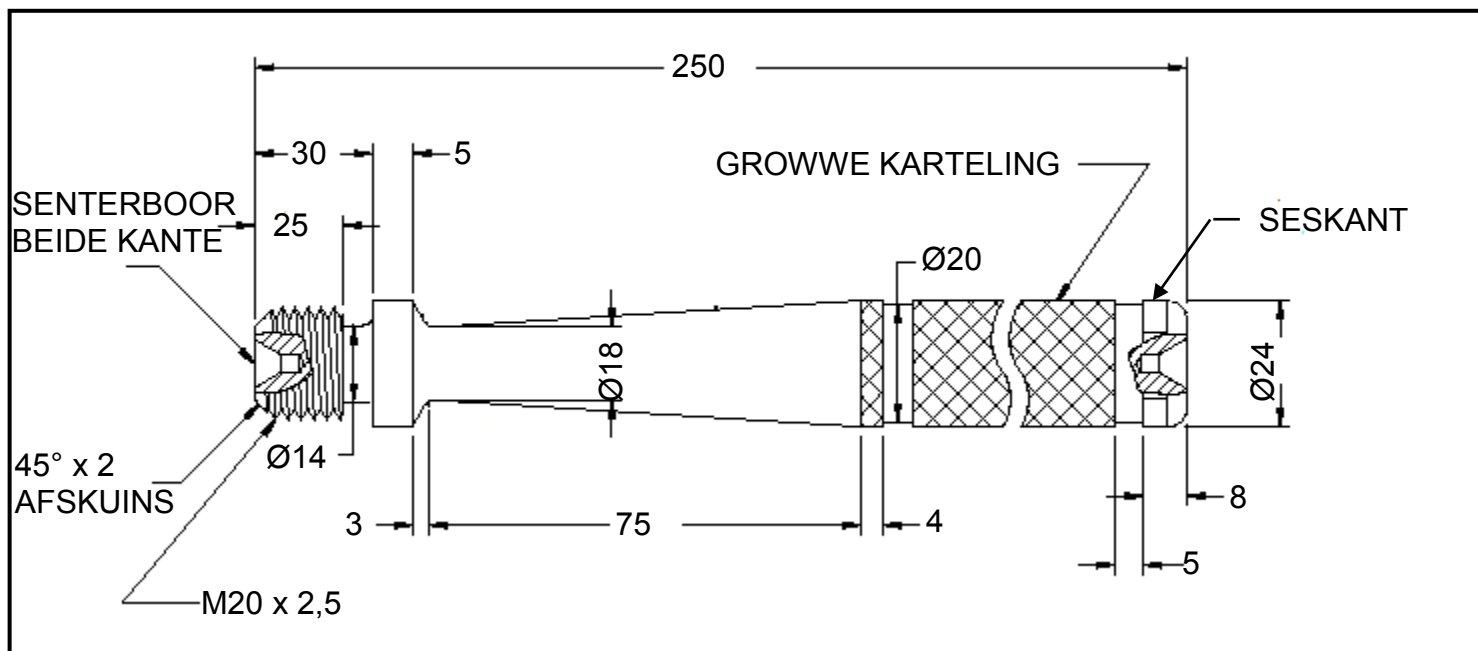 250
30
5
GROWWE KARTELING
SENTERBOOR
BEIDE KANTE
25
SESKANT
Ø20
Ø18
Ø24
Ø14
45° x 2
AFSKUINS
3
75
4
8
5
M20 x 2,5